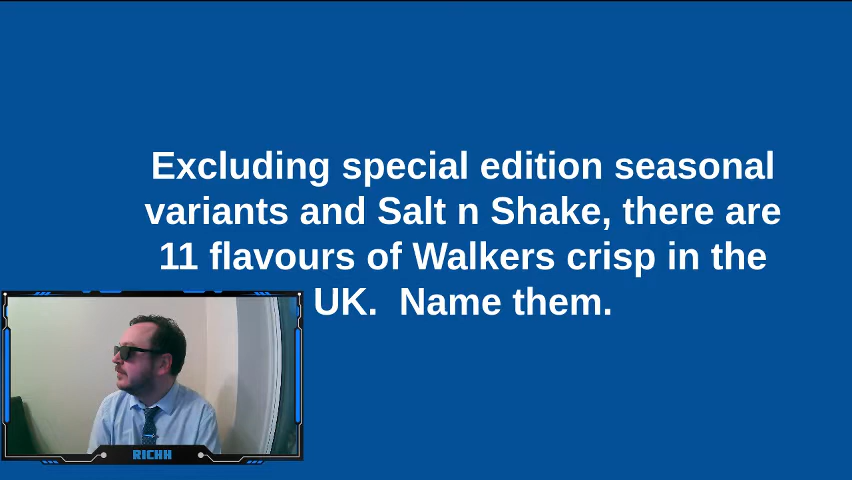 Excluding special edition seasonal
variants and Salt n Shake, there are
11 flavours of Walkers crisp in the
UK.  Name them.
RICHH